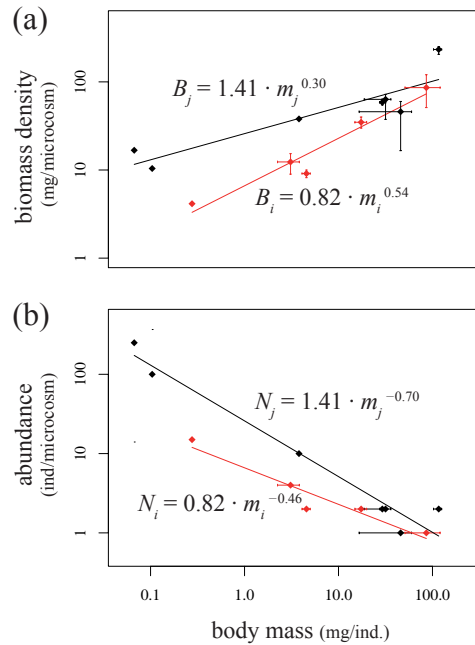 (a)
biomass density
(mg/microcosm)
100
10
1
B_j = 1.41 · m_j^0.30
B_i = 0.82 · m_i^0.54
(b)
abundance
(ind/microcosm)
100
10
1
N_j = 1.41 · m_j^−0.70
N_i = 0.82 · m_i^−0.46
0.1 1.0 10.0 100.0
body mass (mg/ind.)